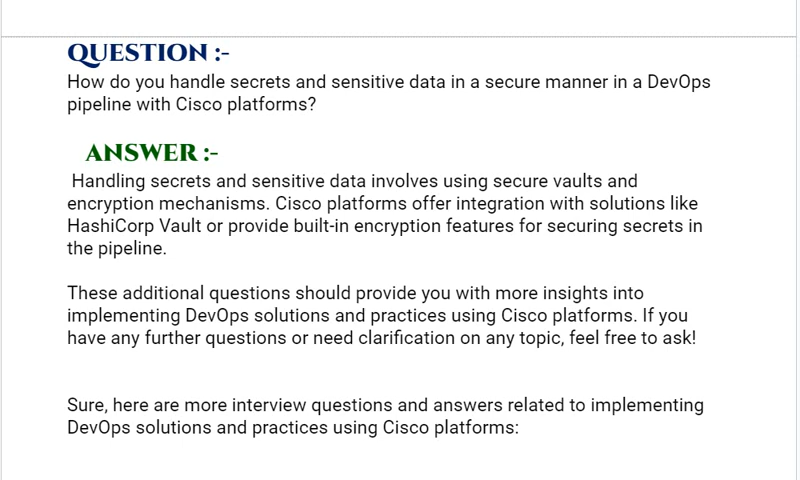 QUESTION :-
How do you handle secrets and sensitive data in a secure manner in a DevOps
pipeline with Cisco platforms?
ANSWER :-
Handling secrets and sensitive data involves using secure vaults and
encryption mechanisms. Cisco platforms offer integration with solutions like
HashiCorp Vault or provide built-in encryption features for securing secrets in
the pipeline.
These additional questions should provide you with more insights into
implementing DevOps solutions and practices using Cisco platforms. If you
have any further questions or need clarification on any topic, feel free to ask!
Sure, here are more interview questions and answers related to implementing
DevOps solutions and practices using Cisco platforms: